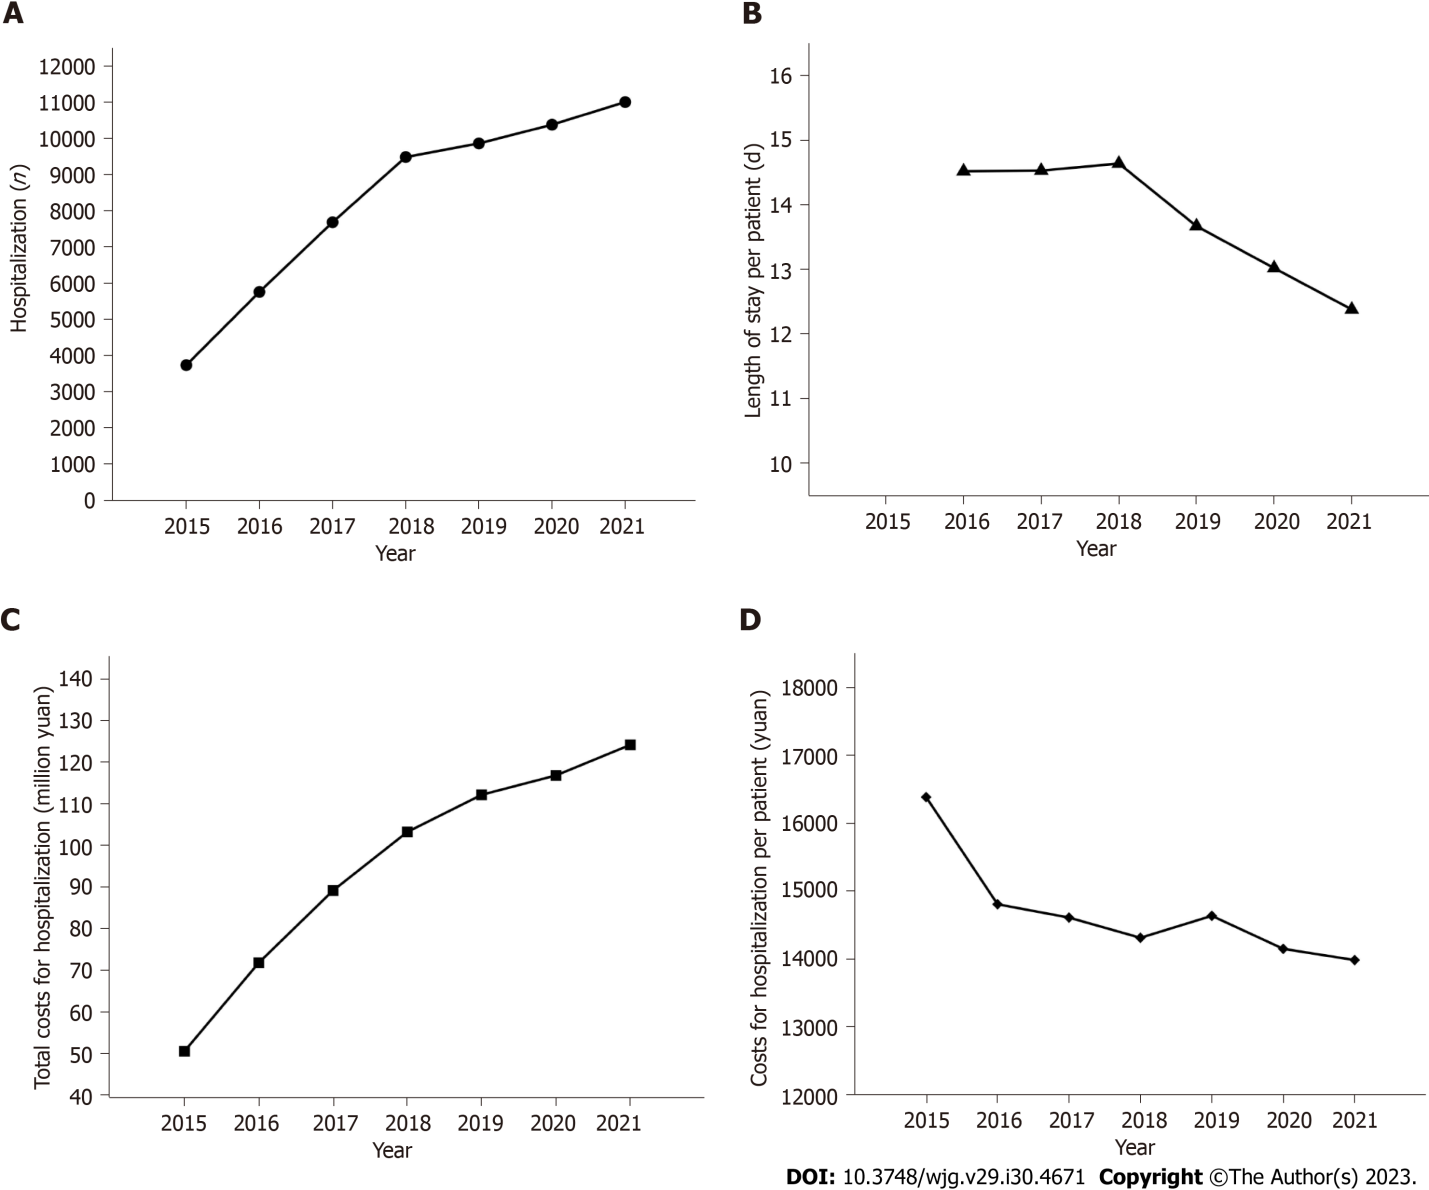 A
12000
11000
10000
9000
8000
7000
6000
5000
4000
3000
2000
1000
0
Hospitalization (n)
2015 2016 2017 2018 2019 2020 2021
Year
B
16
15
14
13
12
11
10
Length of stay per patient (d)
2015 2016 2017 2018 2019 2020 2021
Year
C
140
130
120
110
100
90
80
70
60
50
40
Total costs for hospitalization (million yuan)
2015 2016 2017 2018 2019 2020 2021
Year
D
18000
17000
16000
15000
14000
13000
12000
Costs for hospitalization per patient (yuan)
2015 2016 2017 2018 2019 2020 2021
Year
DOI: 10.3748/wjg.v29.i30.4671 Copyright ©The Author(s) 2023.